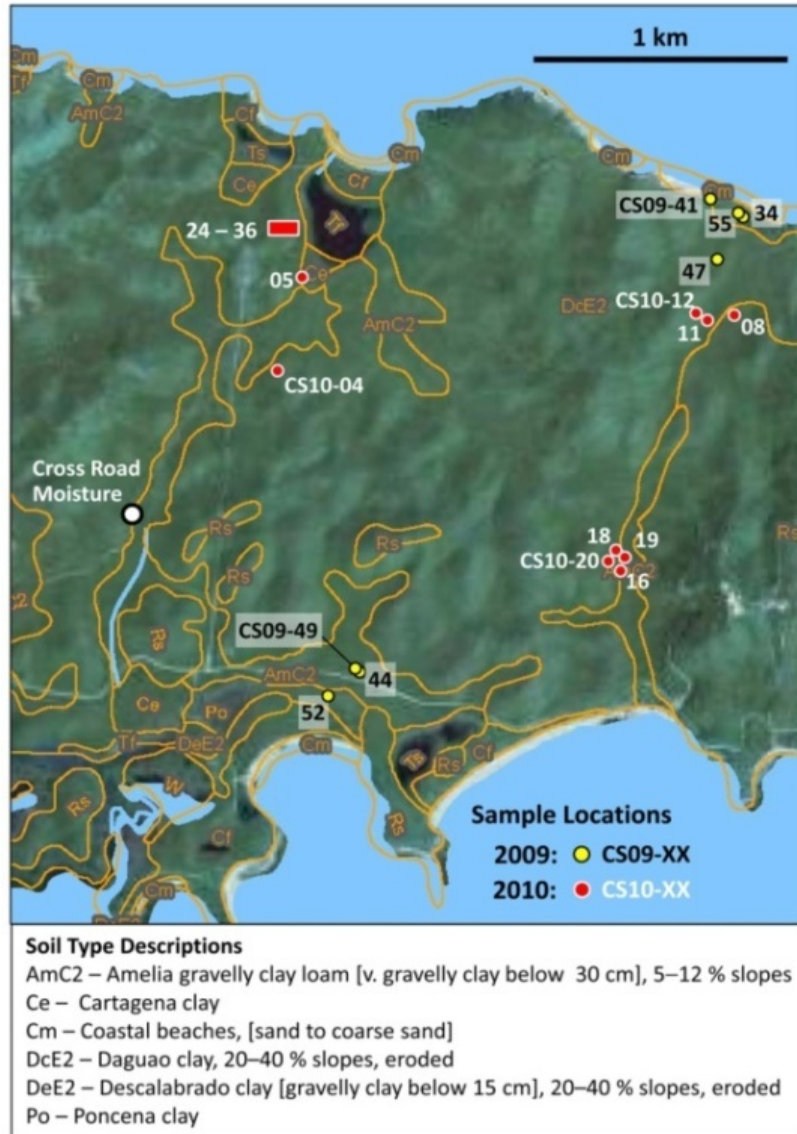 1 km
Cm
Tf
Cm
AmC2
Cf
Ts
Ce
Cm
Cr
Tf
Cm
Cm
CS09-41
55
34
24 – 36
05
Ce
47
DcE2
CS10-12
11
08
AmC2
CS10-04
Cross Road
Moisture
Rs
Rs
Rs
Rs
18
19
CS10-20
AmC2
16
C2
Rs
CS09-49
44
AmC2
52
Ce
Po
Tf
DeE2
Cm
Ts
Rs
Cf
W
Rs
Rs
Cf
Cm
DeE2
Sample Locations
2009: CS09-XX
2010: CS10-XX
Soil Type Descriptions
AmC2 – Amelia gravelly clay loam [v. gravelly clay below 30 cm], 5–12 % slopes
Ce – Cartagena clay
Cm – Coastal beaches, [sand to coarse sand]
DcE2 – Daguao clay, 20–40 % slopes, eroded
DeE2 – Descalabrado clay [gravelly clay below 15 cm], 20–40 % slopes, eroded
Po – Poncena clay